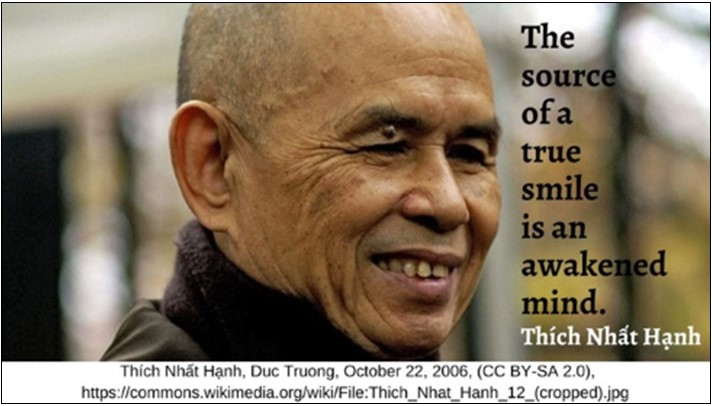 The
source
of a
true
smile
is an
awakened
mind.
Thích Nhất Hạnh
Thích Nhất Hạnh, Duc Truong, October 22, 2006, (CC BY-SA 2.0),
https://commons.wikimedia.org/wiki/File:Thich_Nhat_Hanh_12_(cropped).jpg